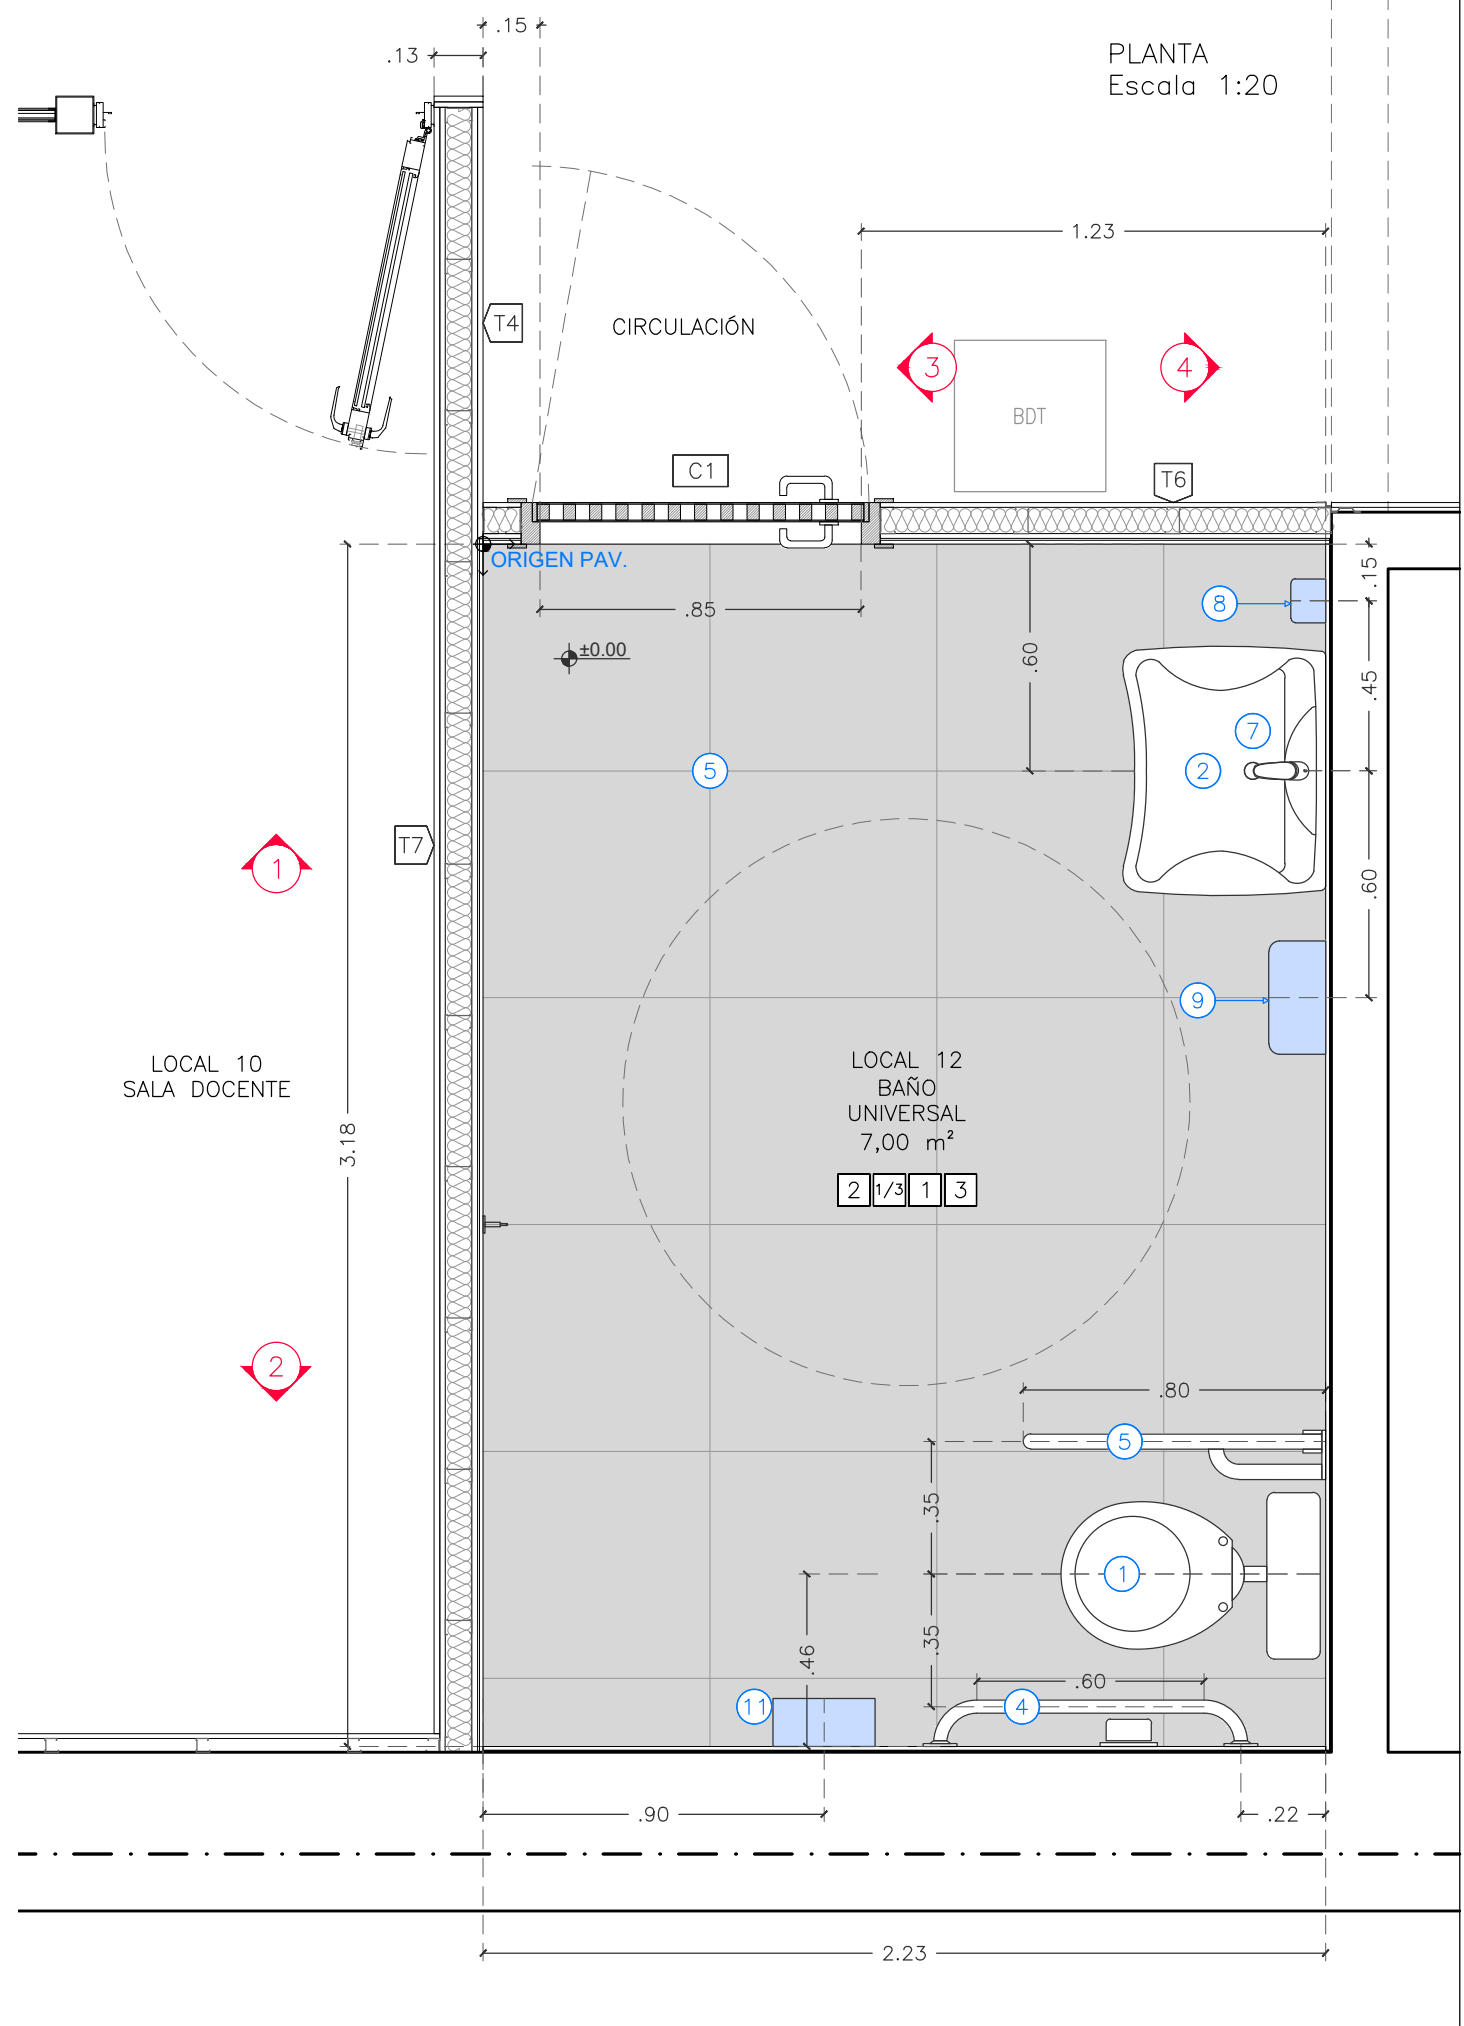 .15
.13
PLANTA
Escala 1:20
1.23
T4
CIRCULACIÓN
3
4
BDT
C1
T6
ORIGEN PAV.
.15
.85
8
±0.00
.60
.45
7
5
2
T7
1
.60
9
LOCAL 10
SALA DOCENTE
LOCAL 12
BAÑO
UNIVERSAL
7,00 m²
3.18
2 1/3 1 3
2
.80
5
.35
1
.46
.35
.60
11
4
.90
.22
2.23